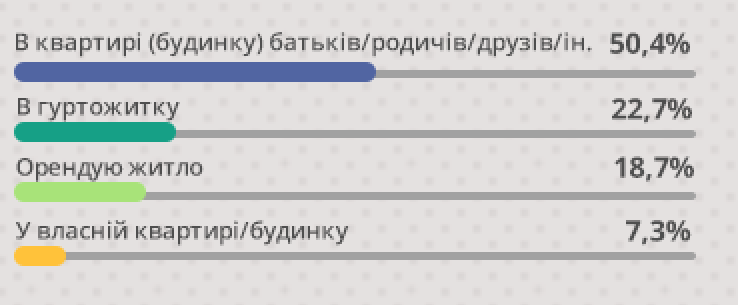 В квартирі (будинку) батьків/родичів/друзів/ін. 50,4%
В гуртожитку 22,7%
Орендую житло 18,7%
У власній квартирі/будинку 7,3%